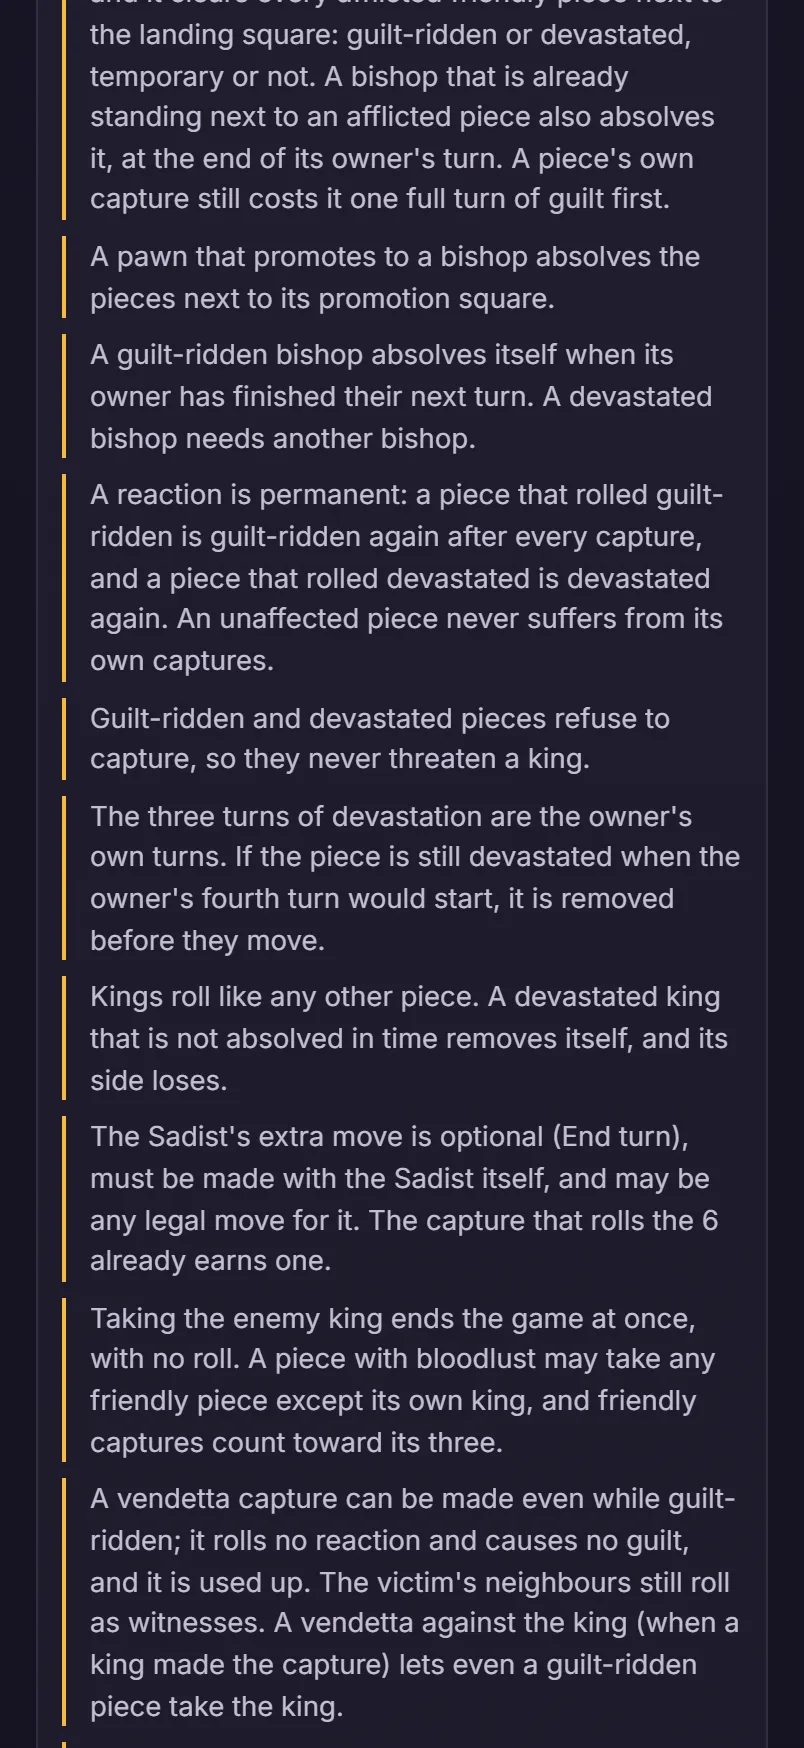 and it clears every afflicted friendly piece next to
the landing square: guilt-ridden or devastated,
temporary or not. A bishop that is already
standing next to an afflicted piece also absolves
it, at the end of its owner's turn. A piece's own
capture still costs it one full turn of guilt first.
A pawn that promotes to a bishop absolves the
pieces next to its promotion square.
A guilt-ridden bishop absolves itself when its
owner has finished their next turn. A devastated
bishop needs another bishop.
A reaction is permanent: a piece that rolled guilt-
ridden is guilt-ridden again after every capture,
and a piece that rolled devastated is devastated
again. An unaffected piece never suffers from its
own captures.
Guilt-ridden and devastated pieces refuse to
capture, so they never threaten a king.
The three turns of devastation are the owner's
own turns. If the piece is still devastated when the
owner's fourth turn would start, it is removed
before they move.
Kings roll like any other piece. A devastated king
that is not absolved in time removes itself, and its
side loses.
The Sadist's extra move is optional (End turn),
must be made with the Sadist itself, and may be
any legal move for it. The capture that rolls the 6
already earns one.
Taking the enemy king ends the game at once,
with no roll. A piece with bloodlust may take any
friendly piece except its own king, and friendly
captures count toward its three.
A vendetta capture can be made even while guilt-
ridden; it rolls no reaction and causes no guilt,
and it is used up. The victim's neighbours still roll
as witnesses. A vendetta against the king (when a
king made the capture) lets even a guilt-ridden
piece take the king.